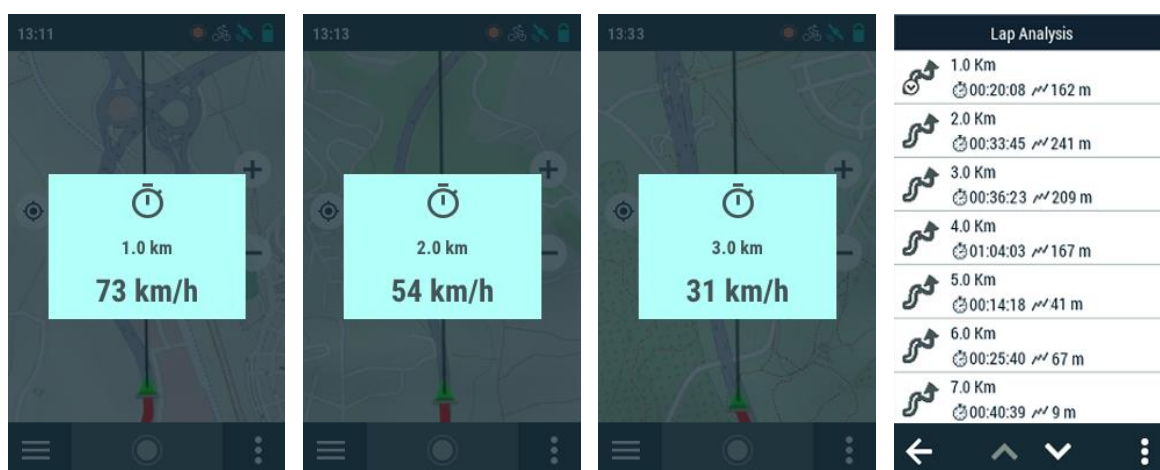 13:11
1.0 km
73 km/h
13:13
2.0 km
54 km/h
13:33
3.0 km
31 km/h
Lap Analysis
1.0 Km
00:20:08 162 m
2.0 Km
00:33:45 241 m
3.0 Km
00:36:23 209 m
4.0 Km
01:04:03 167 m
5.0 Km
00:14:18 41 m
6.0 Km
00:25:40 67 m
7.0 Km
00:40:39 9 m